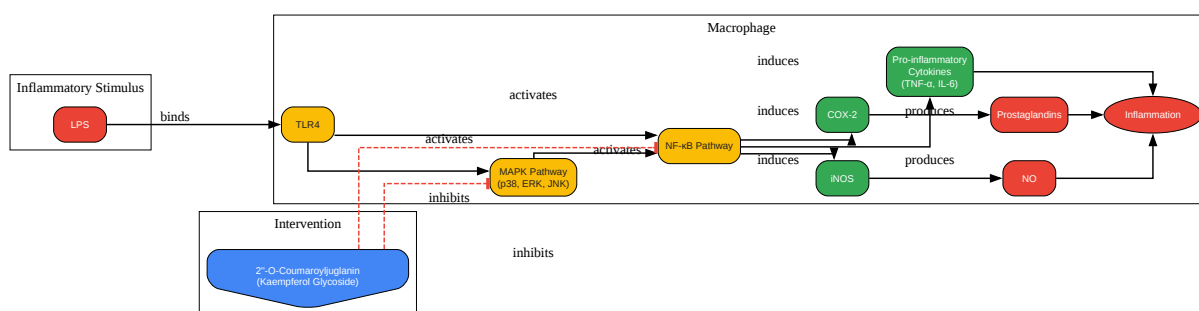 Macrophage
Inflammatory Stimulus
LPS
binds
TLR4
activates
activates
activates
MAPK Pathway
(p38, ERK, JNK)
NF-κB Pathway
induces
induces
induces
Pro-inflammatory
Cytokines
(TNF-α, IL-6)
COX-2
iNOS
produces
produces
Prostaglandins
NO
Inflammation
inhibits
inhibits
Intervention
2"-O-Coumaroyljuglanin
(Kaempferol Glycoside)